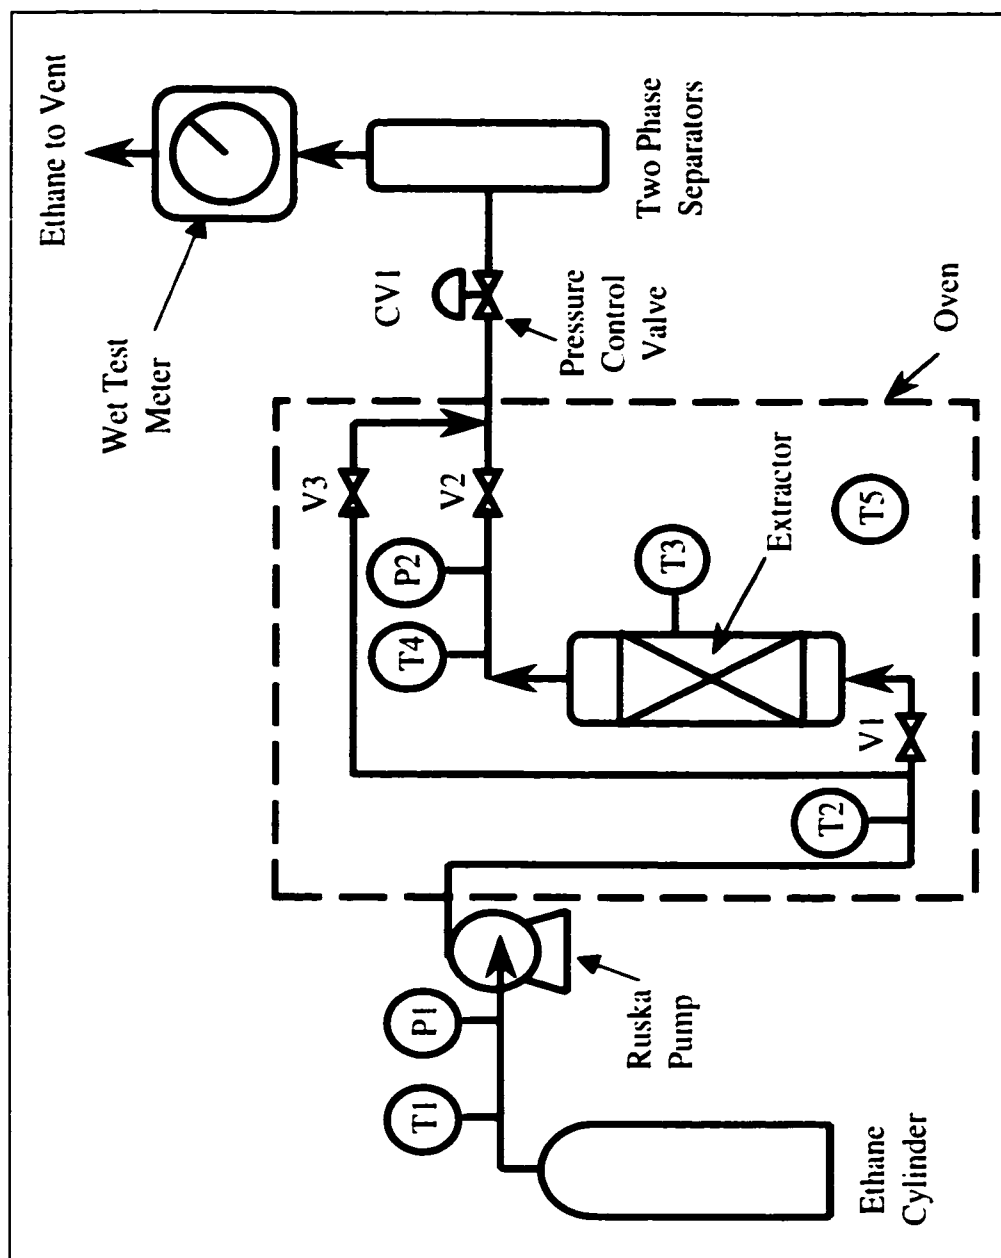 Ethane to Vent
Wet Test
Meter
CV1
Two Phase
Separators
Pressure
Control
Valve
Oven
V3
V2
P2
T4
T3
Extractor
T5
V1
T2
P1
T1
Ruska
Pump
Ethane
Cylinder